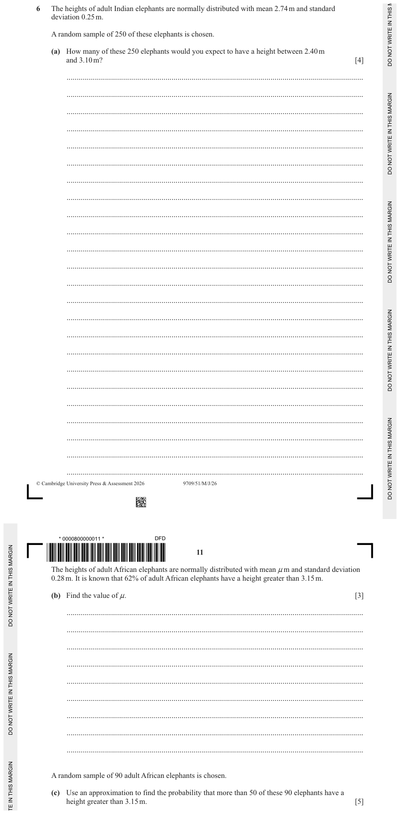 6 The heights of adult Indian elephants are normally distributed with mean 2.74 m and standard
deviation 0.25 m.
A random sample of 250 of these elephants is chosen.
(a) How many of these 250 elephants would you expect to have a height between 2.40 m
and 3.10 m? [4]
DO NOT WRITE IN THIS MARGIN
DO NOT WRITE IN THIS MARGIN
DO NOT WRITE IN THIS MARGIN
DO NOT WRITE IN THIS MARGIN
DO NOT WRITE IN THIS MARGIN
© Cambridge University Press & Assessment 2026 9709/51/M/J/26
* 0000800000011 * DFD
11
The heights of adult African elephants are normally distributed with mean μ m and standard deviation
0.28 m. It is known that 62% of adult African elephants have a height greater than 3.15 m.
(b) Find the value of μ. [3]
A random sample of 90 adult African elephants is chosen.
(c) Use an approximation to find the probability that more than 50 of these 90 elephants have a
height greater than 3.15 m. [5]
DO NOT WRITE IN THIS MARGIN
DO NOT WRITE IN THIS MARGIN
TE IN THIS MARGIN